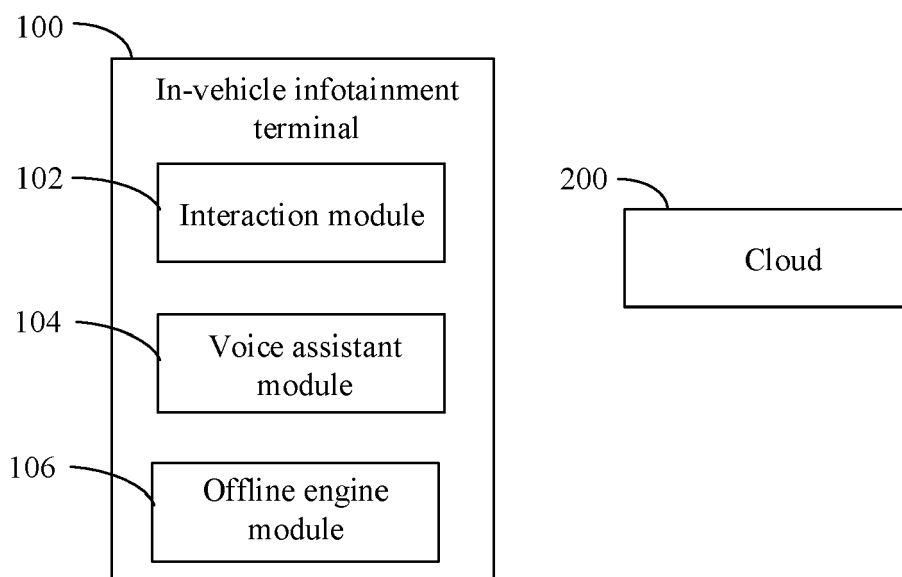 100
In-vehicle infotainment
terminal
102
Interaction module
200
Cloud
104
Voice assistant
module
106
Offline engine
module